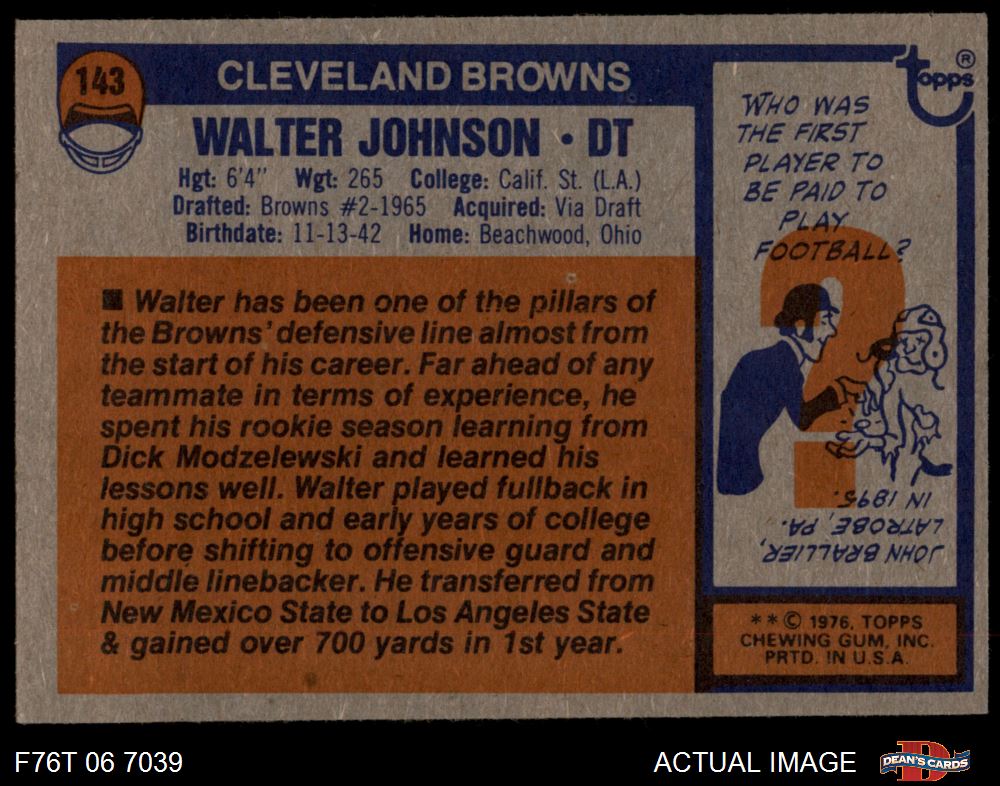 143
CLEVELAND BROWNS
WALTER JOHNSON • DT
Hgt: 6'4" Wgt: 265 College: Calif. St. (L.A.)
Drafted: Browns #2-1965 Acquired: Via Draft
Birthdate: 11-13-42 Home: Beachwood, Ohio
■ Walter has been one of the pillars of
the Browns' defensive line almost from
the start of his career. Far ahead of any
teammate in terms of experience, he
spent his rookie season learning from
Dick Modzelewski and learned his
lessons well. Walter played fullback in
high school and early years of college
before shifting to offensive guard and
middle linebacker. He transferred from
New Mexico State to Los Angeles State
& gained over 700 yards in 1st year.
topps ®
WHO WAS
THE FIRST
PLAYER TO
BE PAID TO
PLAY
FOOTBALL?
?
JOHN BRALLIER,
LATROBE, PA.,
IN 1895.
* * © 1976, TOPPS
CHEWING GUM, INC.
PRTD. IN U.S.A.
F76T 06 7039
ACTUAL IMAGE
D
DEAN'S CARDS